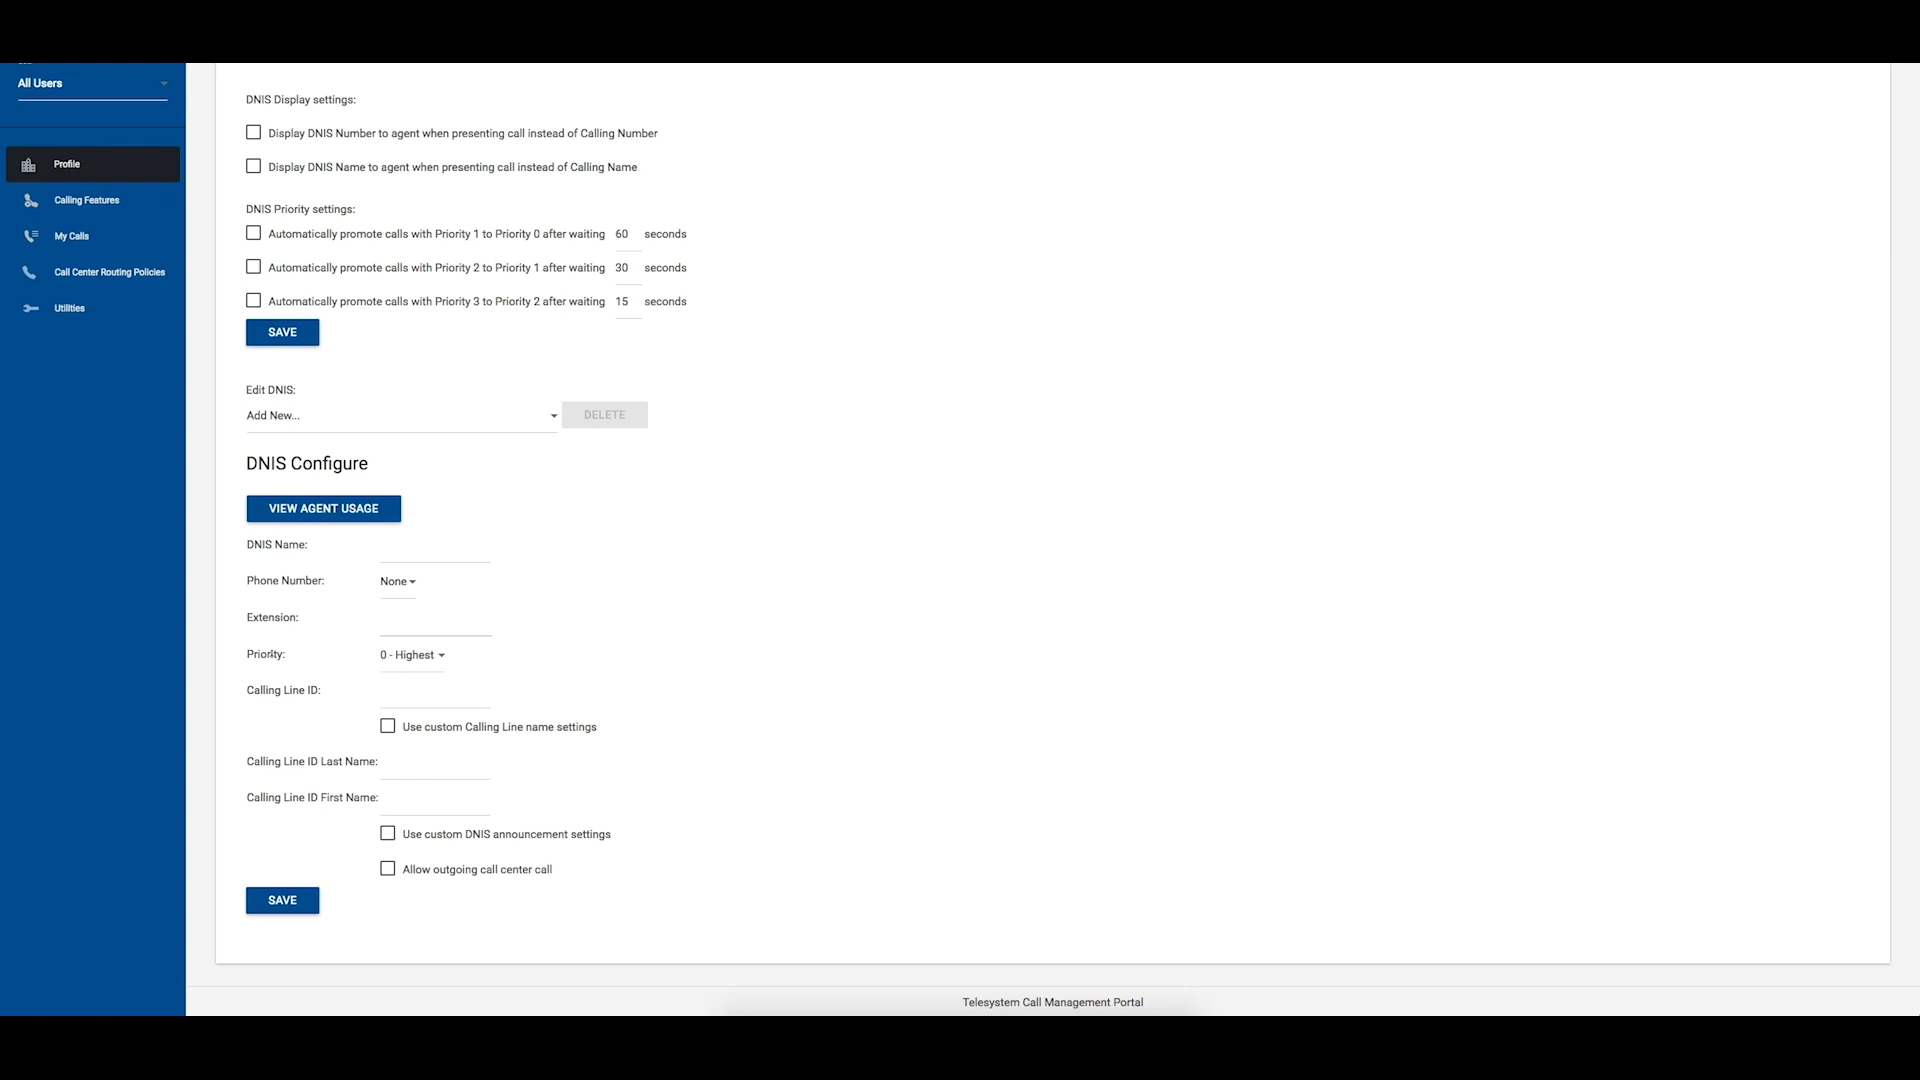 All Users
Profile
Calling Features
My Calls
Call Center Routing Policies
Utilities
DNIS Display settings:
Display DNIS Number to agent when presenting call instead of Calling Number
Display DNIS Name to agent when presenting call instead of Calling Name
DNIS Priority settings:
Automatically promote calls with Priority 1 to Priority 0 after waiting 60 seconds
Automatically promote calls with Priority 2 to Priority 1 after waiting 30 seconds
Automatically promote calls with Priority 3 to Priority 2 after waiting 15 seconds
SAVE
Edit DNIS:
Add New... DELETE
DNIS Configure
VIEW AGENT USAGE
DNIS Name:
Phone Number: None
Extension:
Priority: 0 - Highest
Calling Line ID:
Use custom Calling Line name settings
Calling Line ID Last Name:
Calling Line ID First Name:
Use custom DNIS announcement settings
Allow outgoing call center call
SAVE
Telesystem Call Management Portal